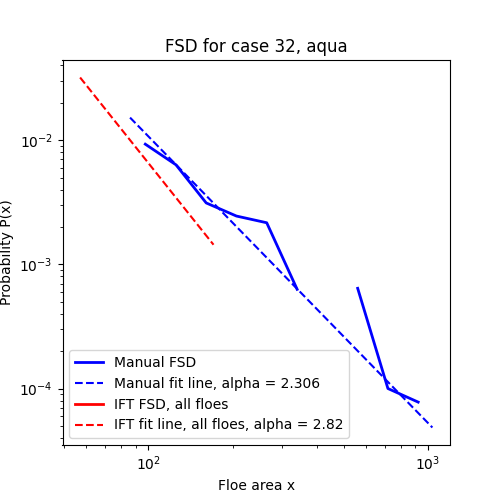 FSD for case 32, aqua
Probability P(x)
10⁻²
10⁻³
10⁻⁴
Manual FSD
Manual fit line, alpha = 2.306
IFT FSD, all floes
IFT fit line, all floes, alpha = 2.82
10² 10³
Floe area x